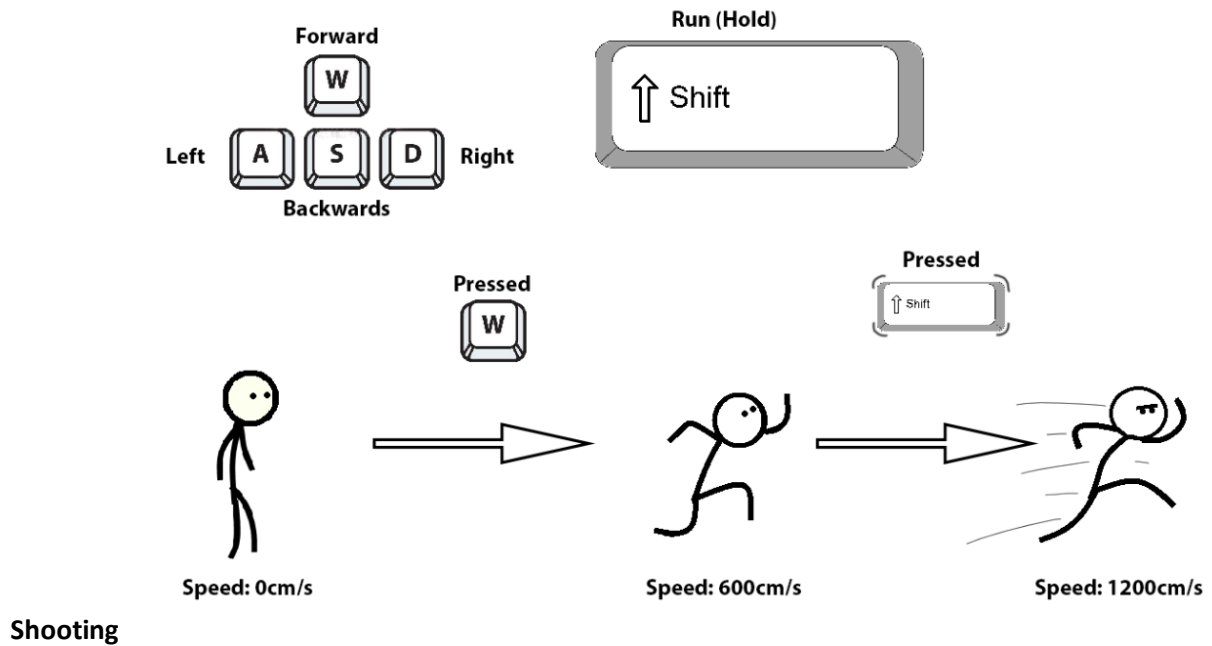 Run (Hold)
Forward
W
⇧ Shift
Left A S D Right
Backwards
Pressed
⇧ Shift
Pressed
W
Speed: 0cm/s Speed: 600cm/s Speed: 1200cm/s
Shooting